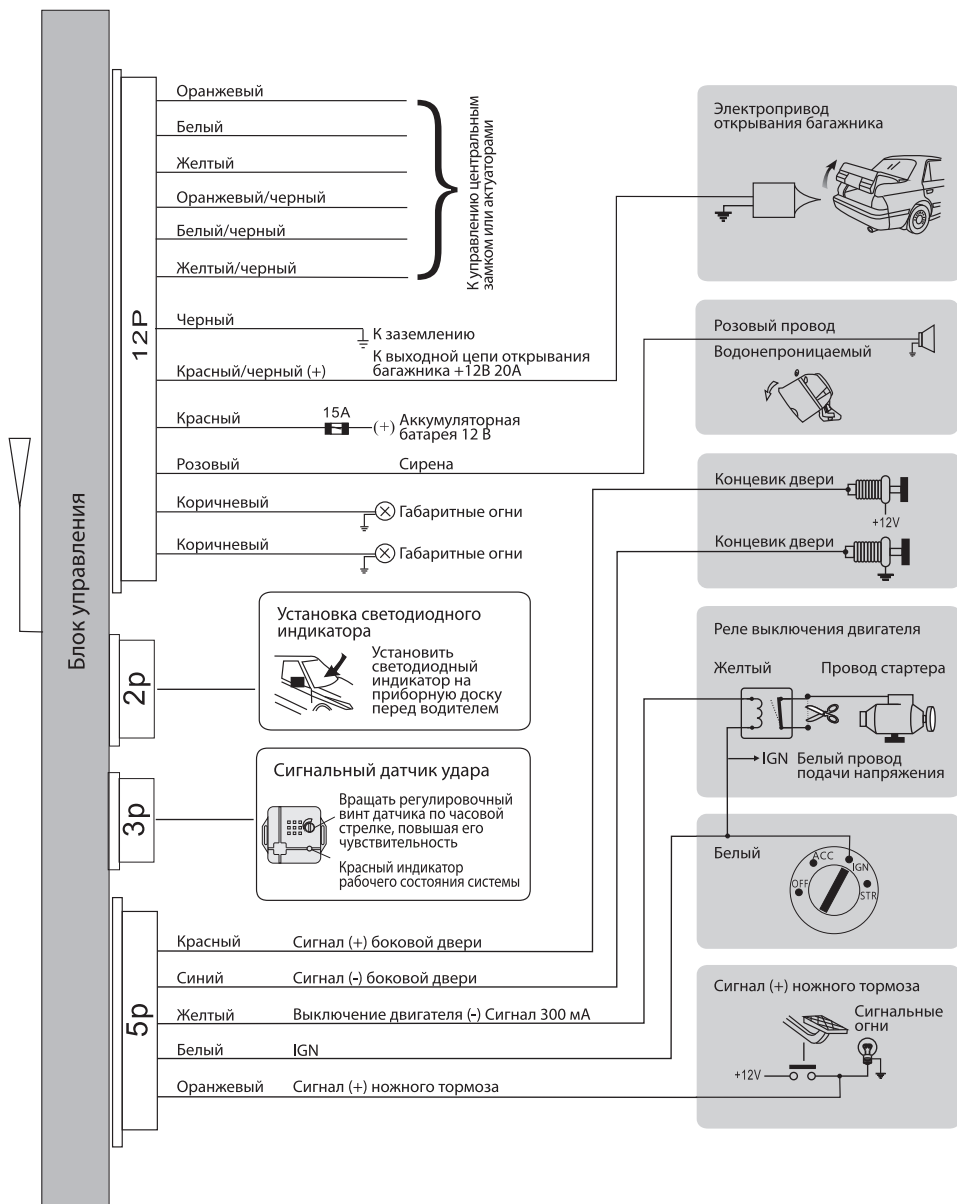 Блок управления
12P
Оранжевый
Белый
Желтый
Оранжевый/черный
Белый/черный
Желтый/черный
К управлению центральным
замком или актуаторами
Черный
К заземлению
Красный/черный (+)
К выходной цепи открывания
багажника +12В 20А
Красный
15A
(+) Аккумуляторная
батарея 12 В
Розовый
Сирена
Коричневый
Габаритные огни
Коричневый
Габаритные огни
2p
Установка светодиодного
индикатора
Установить
светодиодный
индикатор на
приборную доску
перед водителем
3p
Сигнальный датчик удара
Вращать регулировочный
винт датчика по часовой
стрелке, повышая его
чувствительность
Красный индикатор
рабочего состояния системы
5p
Красный
Сигнал (+) боковой двери
Синий
Сигнал (-) боковой двери
Желтый
Выключение двигателя (-) Сигнал 300 мА
Белый
IGN
Оранжевый
Сигнал (+) ножного тормоза
Электропривод
открывания багажника
Розовый провод
Водонепроницаемый
Концевик двери
+12V
Концевик двери
Реле выключения двигателя
Желтый
Провод стартера
IGN
Белый провод
подачи напряжения
Белый
OFF
ACC
IGN
STR
Сигнал (+) ножного тормоза
Сигнальные
огни
+12V